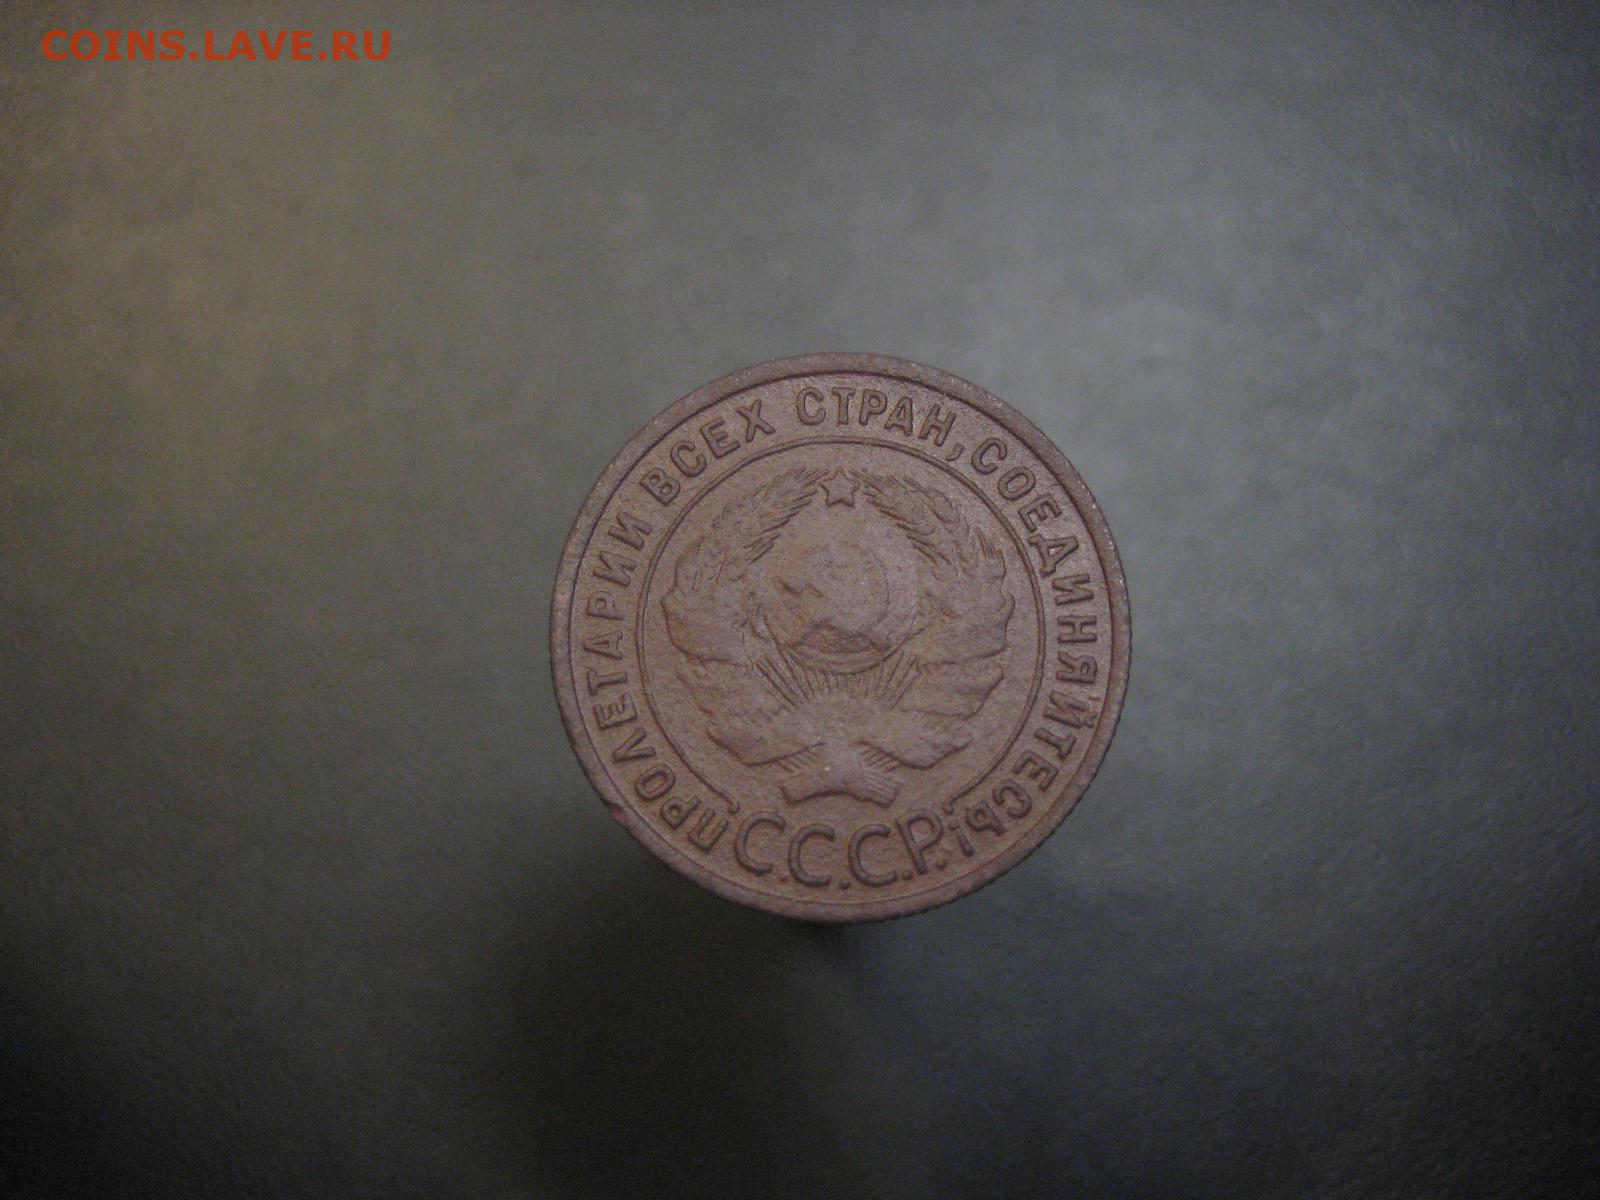 COINS.LAVE.RU
ПРОЛЕТАРИИ ВСЕХ СТРАН, СОЕДИНЯЙТЕСЬ!
С.С.С.Р.